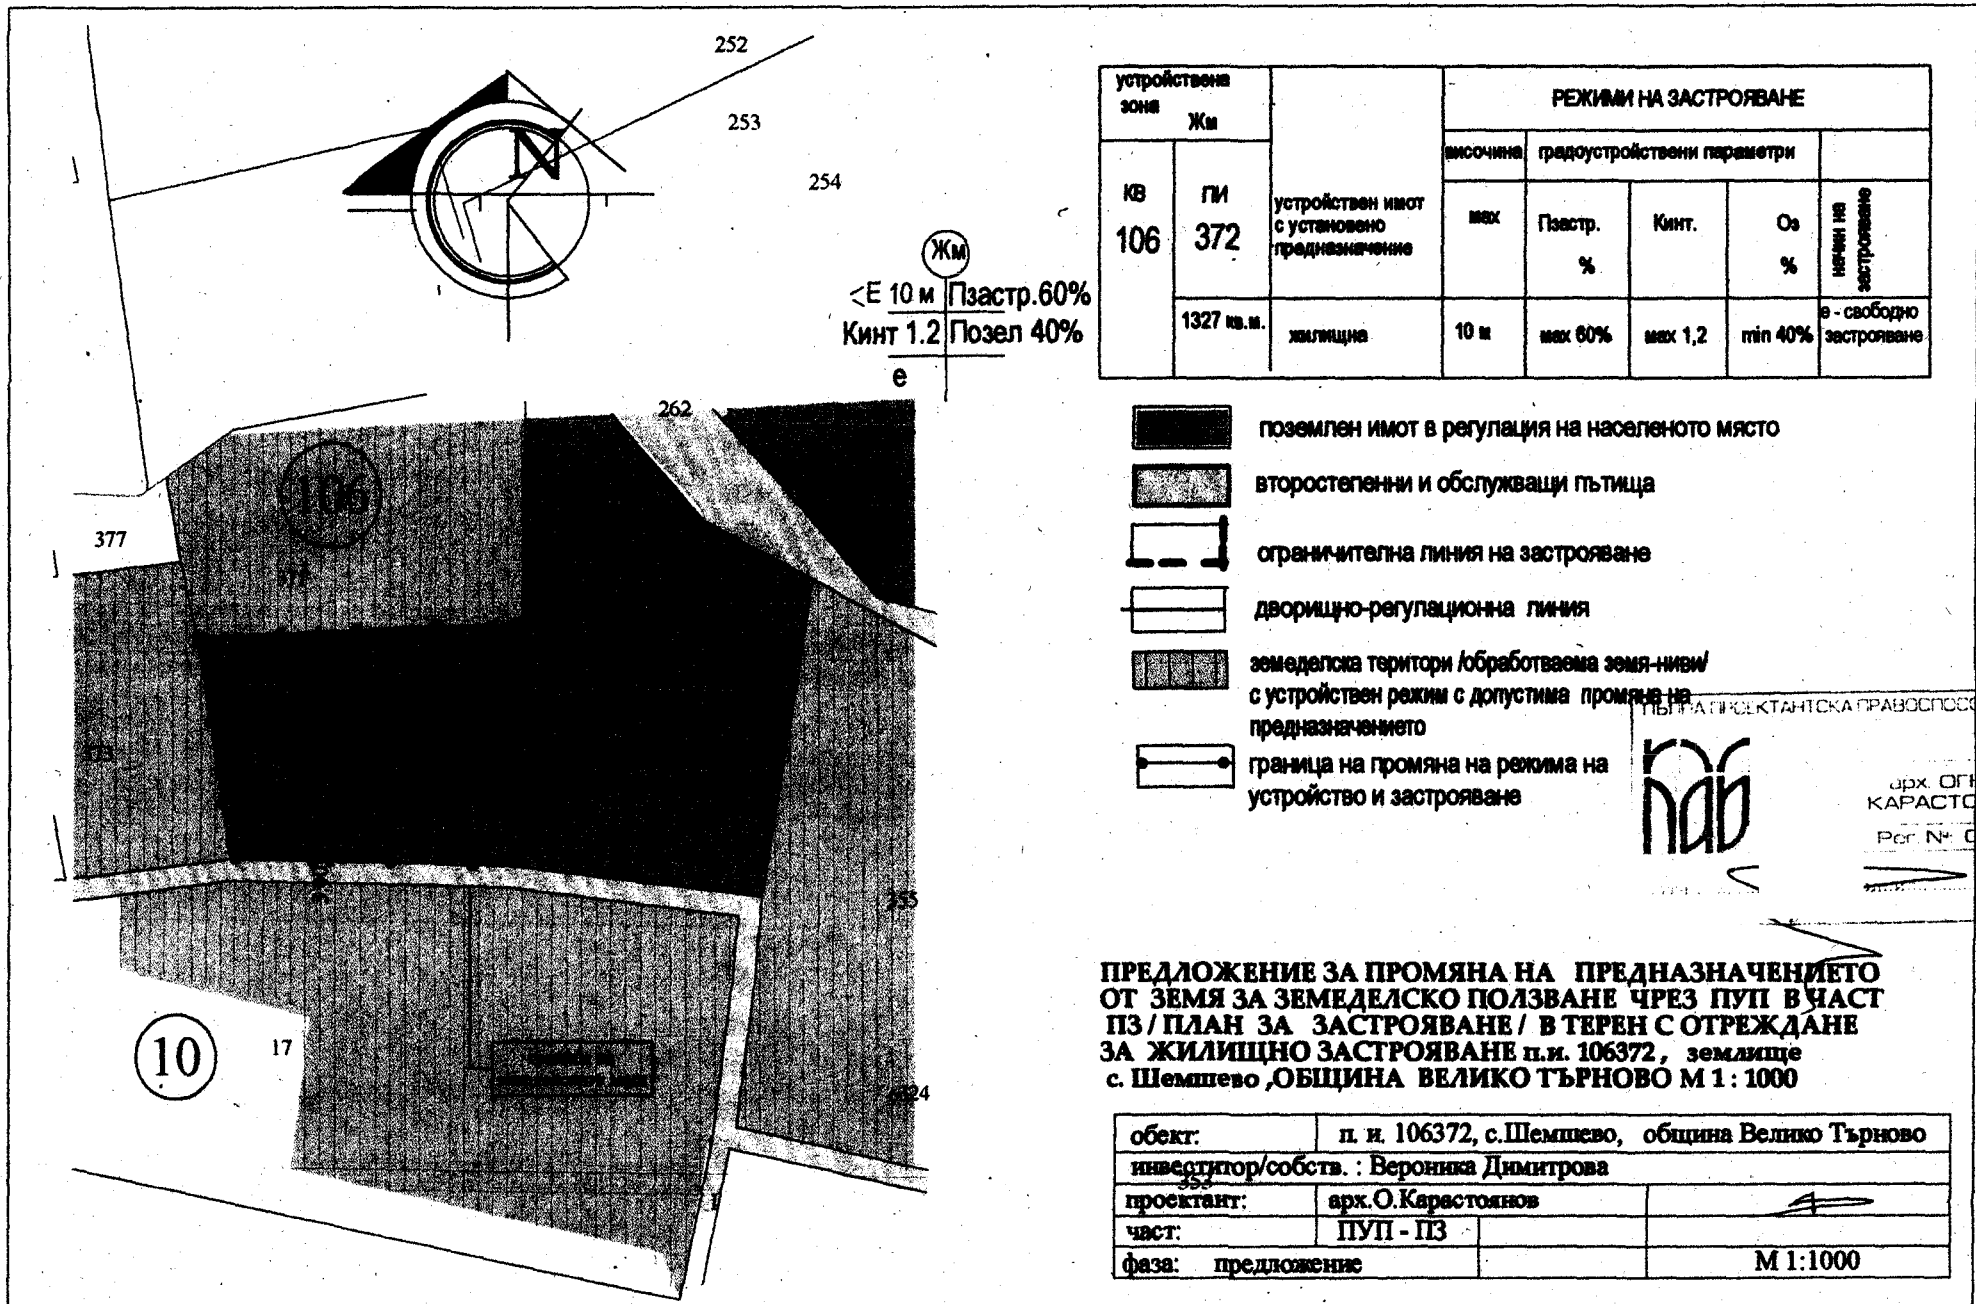 252
253
254
Жм
<Е 10 м Пзастр.60%
Кинт 1.2 Позел 40%
е
262
106
377
10
17
355
устройствена
зона
Жм
РЕЖИМИ НА ЗАСТРОЯВАНЕ
височина градоустройствени параметри
КВ
106
ПИ
372
устройствен имот
с установено
предназначение
мах
Пзастр.
%
Кинт.
Оз
%
начин на
застрояване
1327 кв.м.
жилищна
10 м
мах 60%
мах 1,2
min 40%
е - свободно
застрояване
поземлен имот в регулация на населеното място
второстепенни и обслужващи пътища
ограничителна линия на застрояване
дворищно-регулационна линия
земеделска територи /обработваема земя-ниви/
с устройствен режим с допустима промяне на
предназначението
граница на промяна на режима на
устройство и застрояване
КАРАСТО
ПРЕДЛОЖЕНИЕ ЗА ПРОМЯНА НА ПРЕДНАЗНАЧЕНИЕТО
ОТ ЗЕМЯ ЗА ЗЕМЕДЕЛСКО ПОЛЗВАНЕ ЧРЕЗ ПУП В ЧАСТ
ПЗ / ПЛАН ЗА ЗАСТРОЯВАНЕ / В ТЕРЕН С ОТРЕЖДАНЕ
ЗА ЖИЛИЩНО ЗАСТРОЯВАНЕ п.и. 106372 , землище
с. Шемшево ,ОБЩИНА ВЕЛИКО ТЪРНОВО М 1 : 1000
обект: п. и. 106372, с.Шемшево, община Велико Търново
инвеститор/собств. : Вероника Димитрова
353
проектант: арх.О.Карастоянов
част: ПУП - ПЗ
фаза: предложение М 1:1000